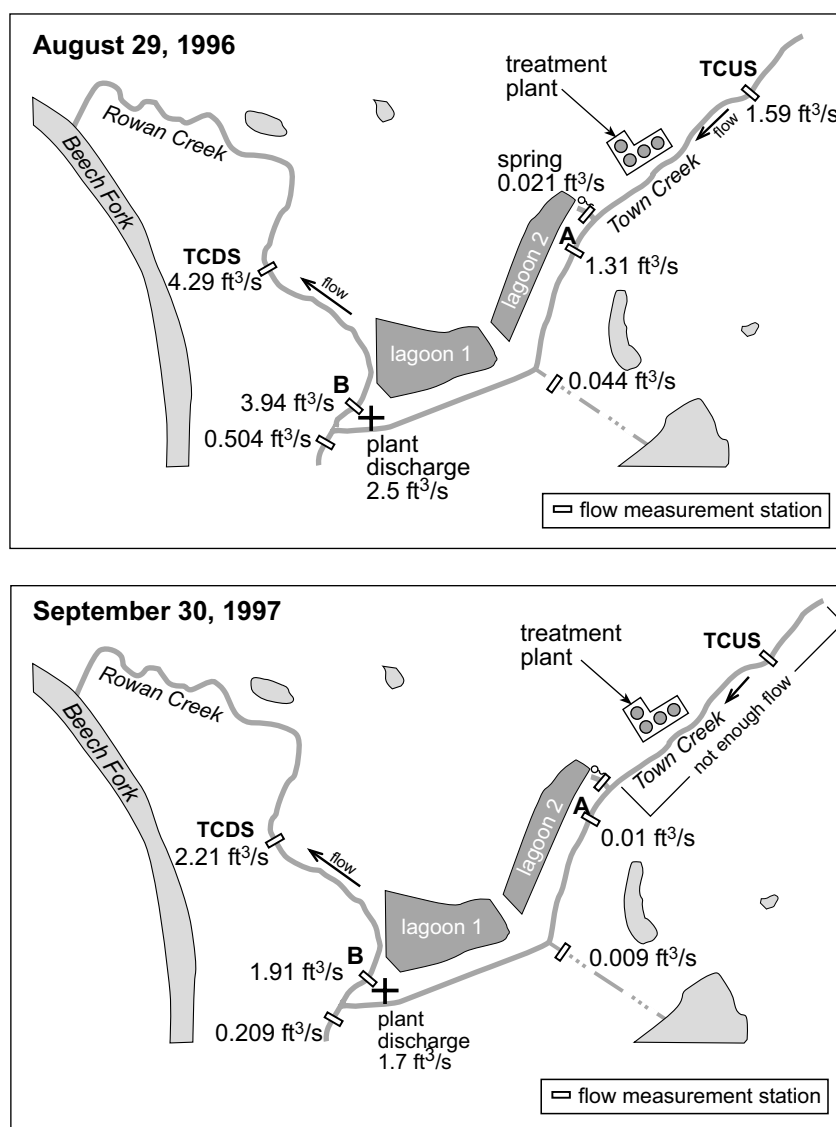 August 29, 1996
treatment
plant
TCUS
1.59 ft³/s
flow
Rowan Creek
Beech Fork
spring
0.021 ft³/s
Town Creek
A
1.31 ft³/s
lagoon 2
TCDS
4.29 ft³/s
flow
lagoon 1
0.044 ft³/s
B
3.94 ft³/s
0.504 ft³/s
plant
discharge
2.5 ft³/s
flow measurement station
September 30, 1997
treatment
plant
TCUS
Rowan Creek
Beech Fork
Town Creek
not enough flow
A
0.01 ft³/s
lagoon 2
TCDS
2.21 ft³/s
flow
lagoon 1
0.009 ft³/s
B
1.91 ft³/s
0.209 ft³/s
plant
discharge
1.7 ft³/s
flow measurement station